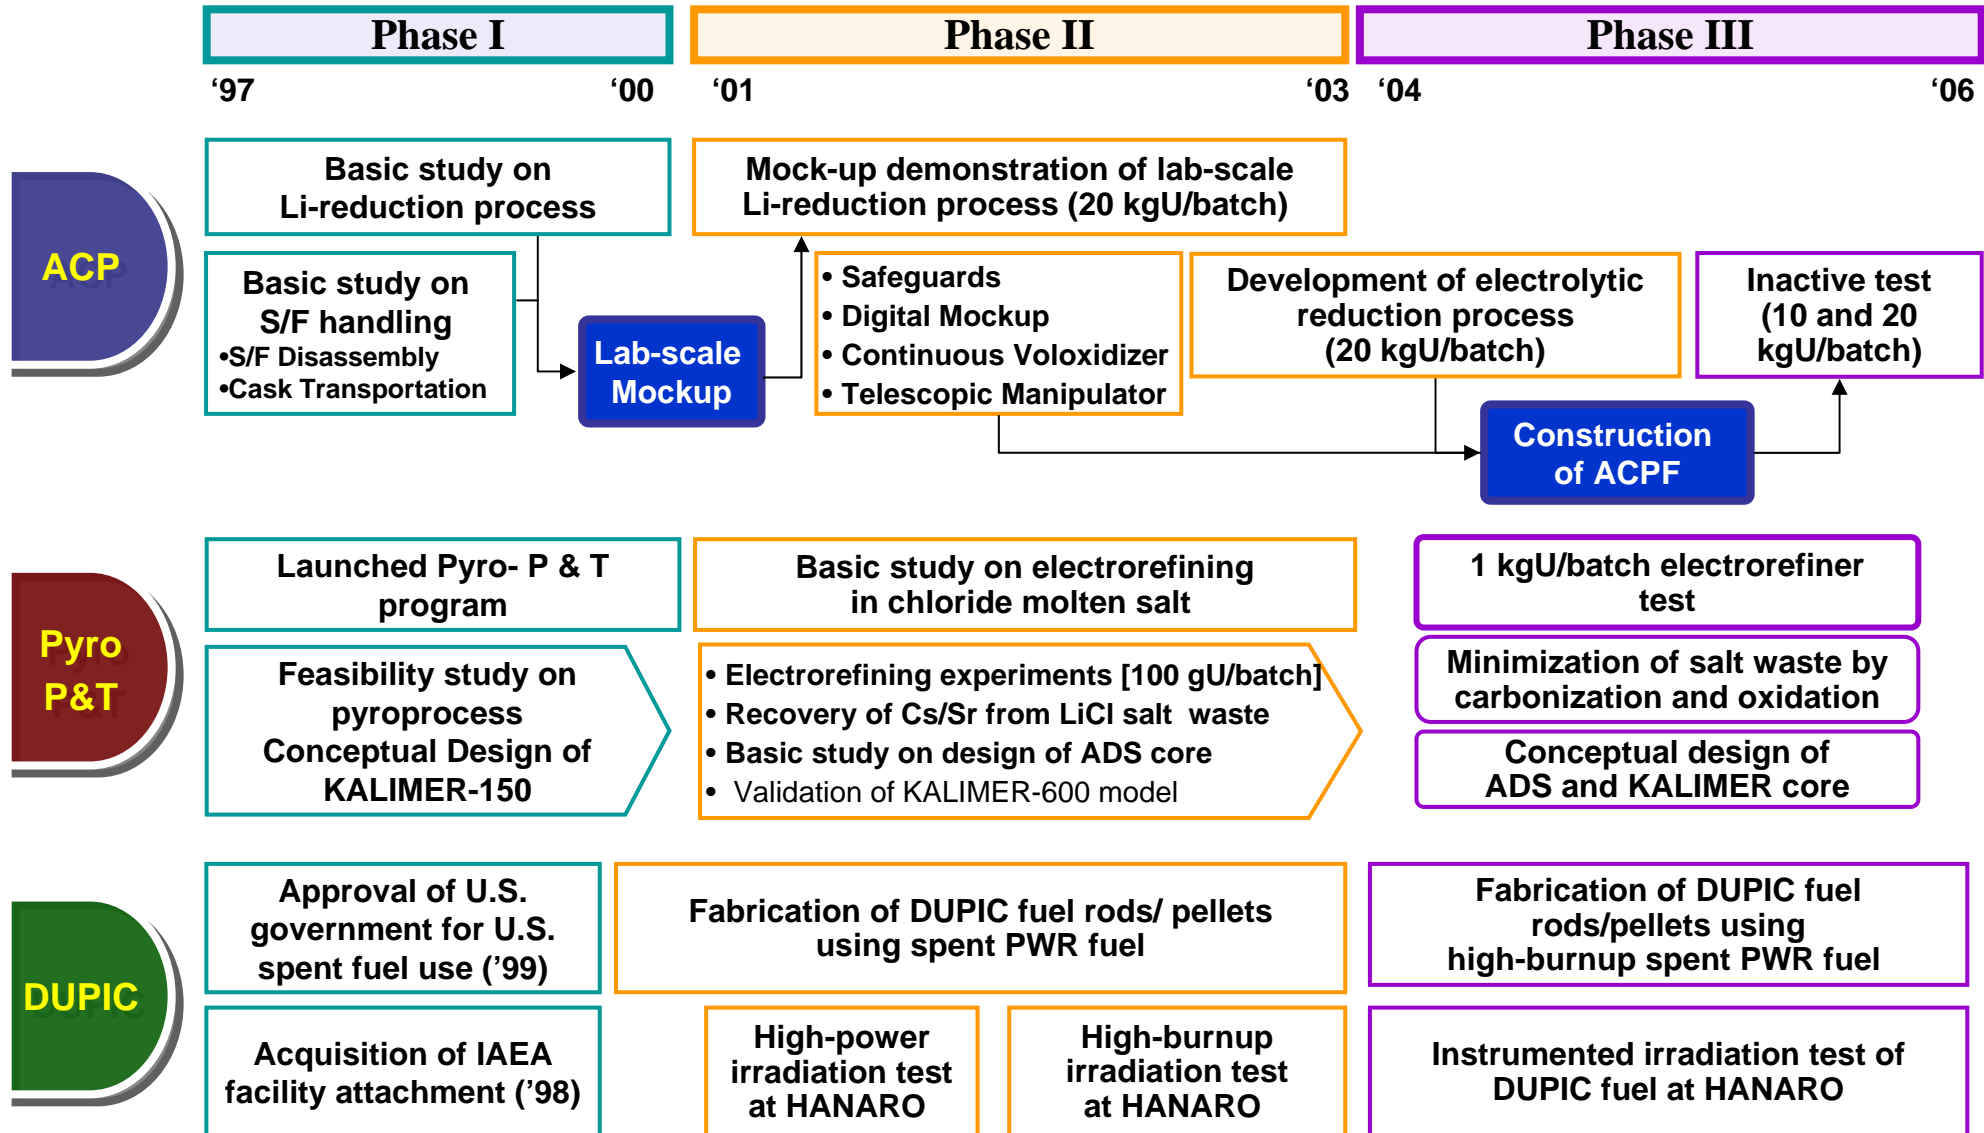 Phase I
Phase II
Phase III
‘97
‘00
‘01
‘03
‘04
‘06
ACP
Basic study on
Li-reduction process
Mock-up demonstration of lab-scale
Li-reduction process (20 kgU/batch)
Basic study on
S/F handling
•S/F Disassembly
•Cask Transportation
Lab-scale
Mockup
• Safeguards
• Digital Mockup
• Continuous Voloxidizer
• Telescopic Manipulator
Development of electrolytic
reduction process
(20 kgU/batch)
Inactive test
(10 and 20
kgU/batch)
Construction
of ACPF
Pyro
P&T
Launched Pyro- P & T
program
Basic study on electrorefining
in chloride molten salt
1 kgU/batch electrorefiner
test
Feasibility study on
pyroprocess
Conceptual Design of
KALIMER-150
• Electrorefining experiments [100 gU/batch]
• Recovery of Cs/Sr from LiCl salt  waste
• Basic study on design of ADS core
•  Validation of KALIMER-600 model
Minimization of salt waste by
carbonization and oxidation
Conceptual design of
ADS and KALIMER core
DUPIC
Approval of U.S.
government for U.S.
spent fuel use (’99)
Fabrication of DUPIC fuel rods/ pellets
using spent PWR fuel
Fabrication of DUPIC fuel
rods/pellets using
high-burnup spent PWR fuel
Acquisition of IAEA
facility attachment (’98)
High-power
irradiation test
at HANARO
High-burnup
irradiation test
at HANARO
Instrumented irradiation test of
DUPIC fuel at HANARO